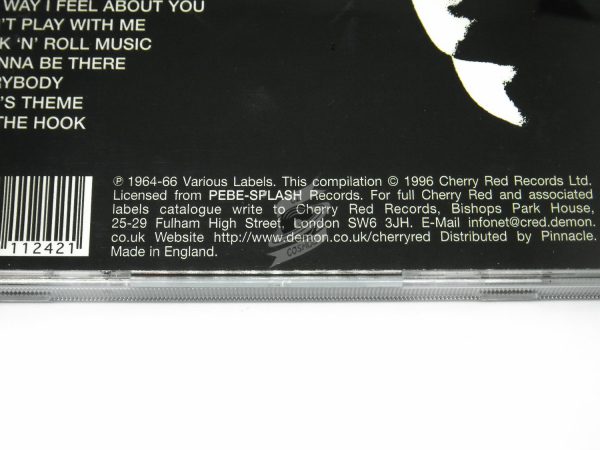 WAY I FEEL ABOUT YOU
'T PLAY WITH ME
K 'N' ROLL MUSIC
NNA BE THERE
RYBODY
'S THEME
THE HOOK
℗ 1964-66 Various Labels. This compilation © 1996 Cherry Red Records Ltd.
Licensed from PEBE-SPLASH Records. For full Cherry Red and associated
labels catalogue write to Cherry Red Records, Bishops Park House,
25-29 Fulham High Street, London SW6 3JH. E-Mail infonet@cred.demon.
co.uk Website http://www.demon.co.uk/cherryred Distributed by Pinnacle.
Made in England.
112421